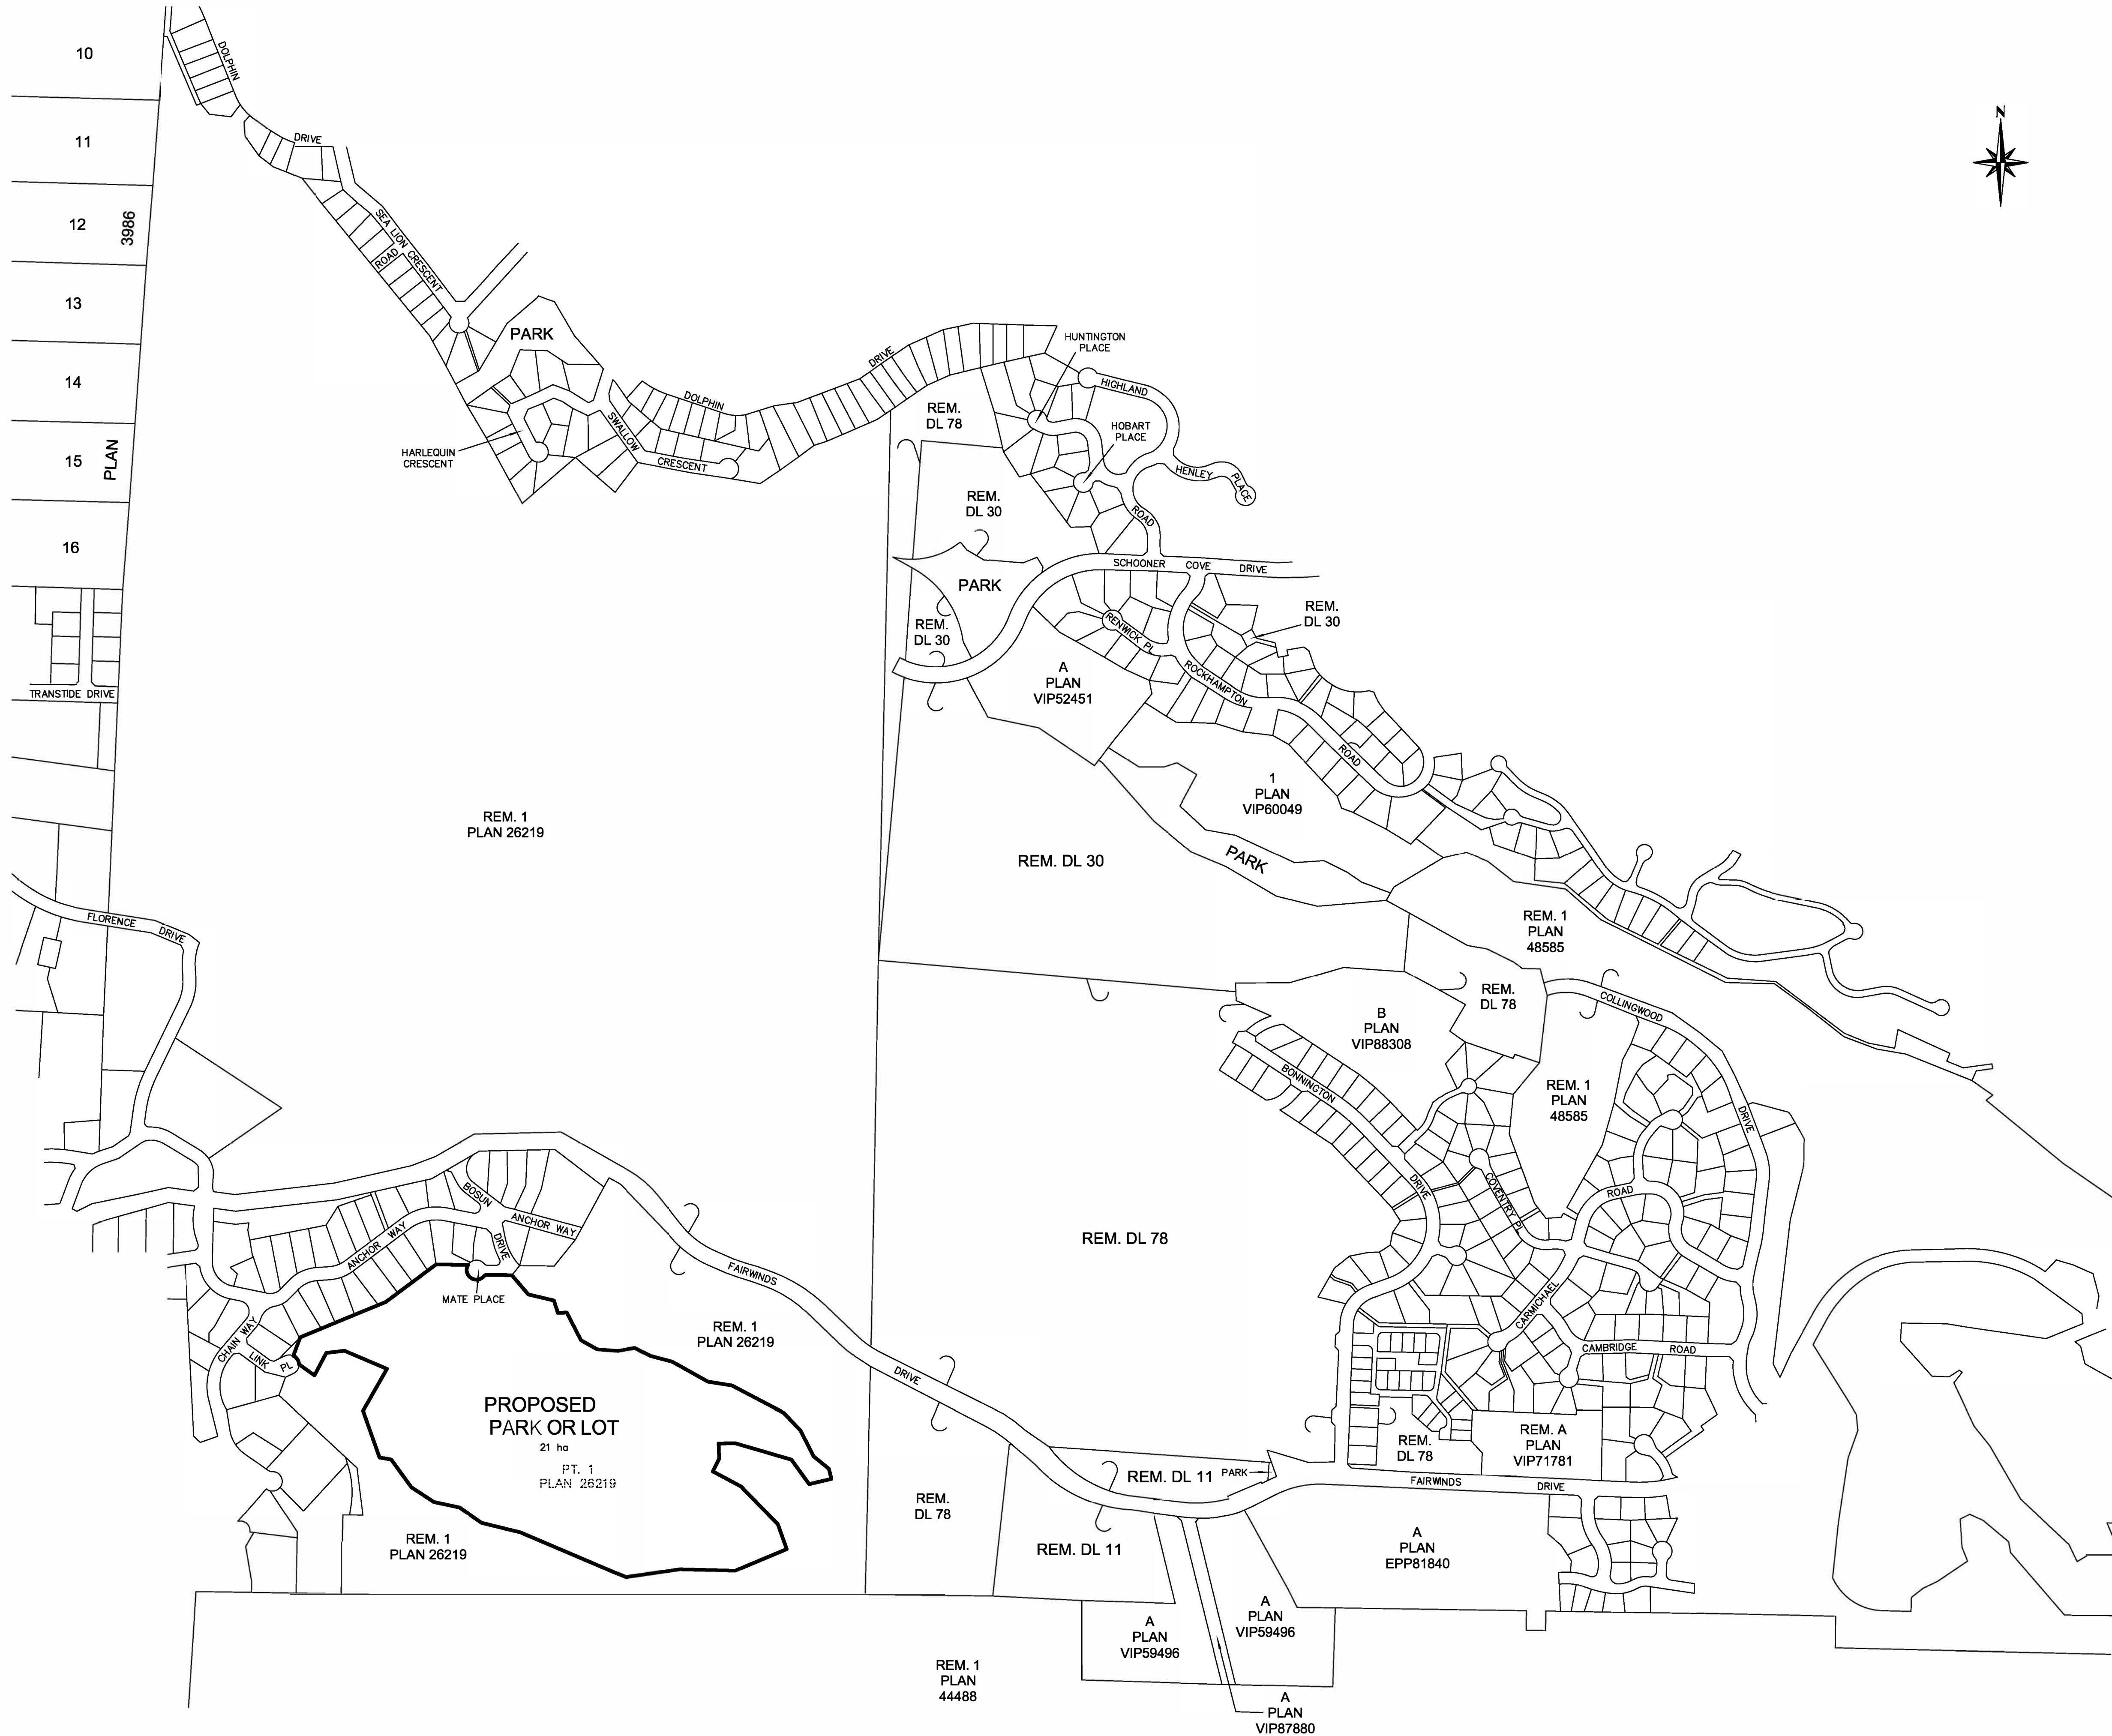 10
DOLPHIN
N
11
DRIVE
12
3986
SEA LION CRESCENT
ROAD
13
PARK
HUNTINGTON
PLACE
DRIVE
14
HIGHLAND
DOLPHIN
REM.
DL 78
SWALLOW
HOBART
PLACE
HARLEQUIN
CRESCENT
15
PLAN
CRESCENT
HENLEY
PLACE
REM.
DL 30
ROAD
16
SCHOONER COVE DRIVE
PARK
REM.
DL 30
REM.
DL 30
RENWICK PL
A
PLAN
VIP52451
ROCKHAMPTON
TRANSTIDE DRIVE
ROAD
1
PLAN
VIP60049
REM. 1
PLAN 26219
REM. DL 30
PARK
FLORENCE DRIVE
REM. 1
PLAN
48585
REM.
DL 78
COLLINGWOOD
B
PLAN
VIP88308
BONNINGTON
REM. 1
PLAN
48585
DRIVE
DRIVE
COVENTRY PL
ROAD
BOSUN
ANCHOR WAY
ANCHOR WAY
DRIVE
REM. DL 78
FAIRWINDS
MATE PLACE
CARMICHAEL
REM. 1
PLAN 26219
CHAIN WAY
LINK PL
CAMBRIDGE ROAD
DRIVE
PROPOSED
PARK OR LOT
21 ha
PT. 1
PLAN 26219
REM.
DL 78
REM. A
PLAN
VIP71781
REM. DL 11
PARK
FAIRWINDS DRIVE
REM.
DL 78
REM. 1
PLAN 26219
REM. DL 11
A
PLAN
EPP81840
A
PLAN
VIP59496
A
PLAN
VIP59496
REM. 1
PLAN
44488
A
PLAN
VIP87880